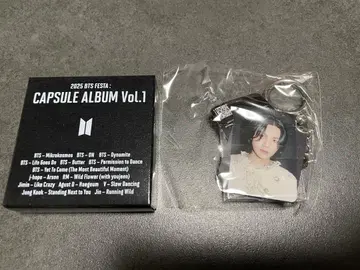 2025 BTS FESTA :
CAPSULE ALBUM Vol.1
BTS - Mikrokosmos BTS - ON BTS - Dynamite
BTS - Life Goes On BTS - Butter BTS - Permission to Dance
BTS - Yet To Come (The Most Beautiful Moment)
j-hope - Arson RM - Wild Flower (with youjeen)
Jimin - Like Crazy Agust D - Haegeum V - Slow Dancing
Jung Kook - Standing Next to You Jin - Running Wild